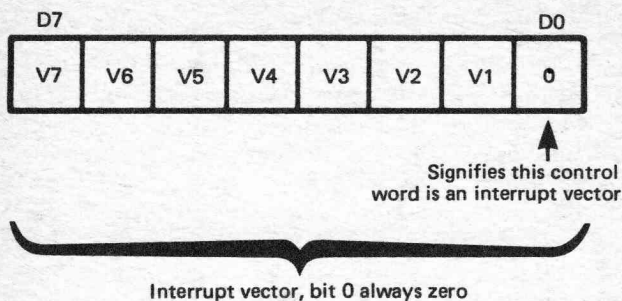 D7 D0
V7 V6 V5 V4 V3 V2 V1 0
Signifies this control
word is an interrupt vector
Interrupt vector, bit 0 always zero